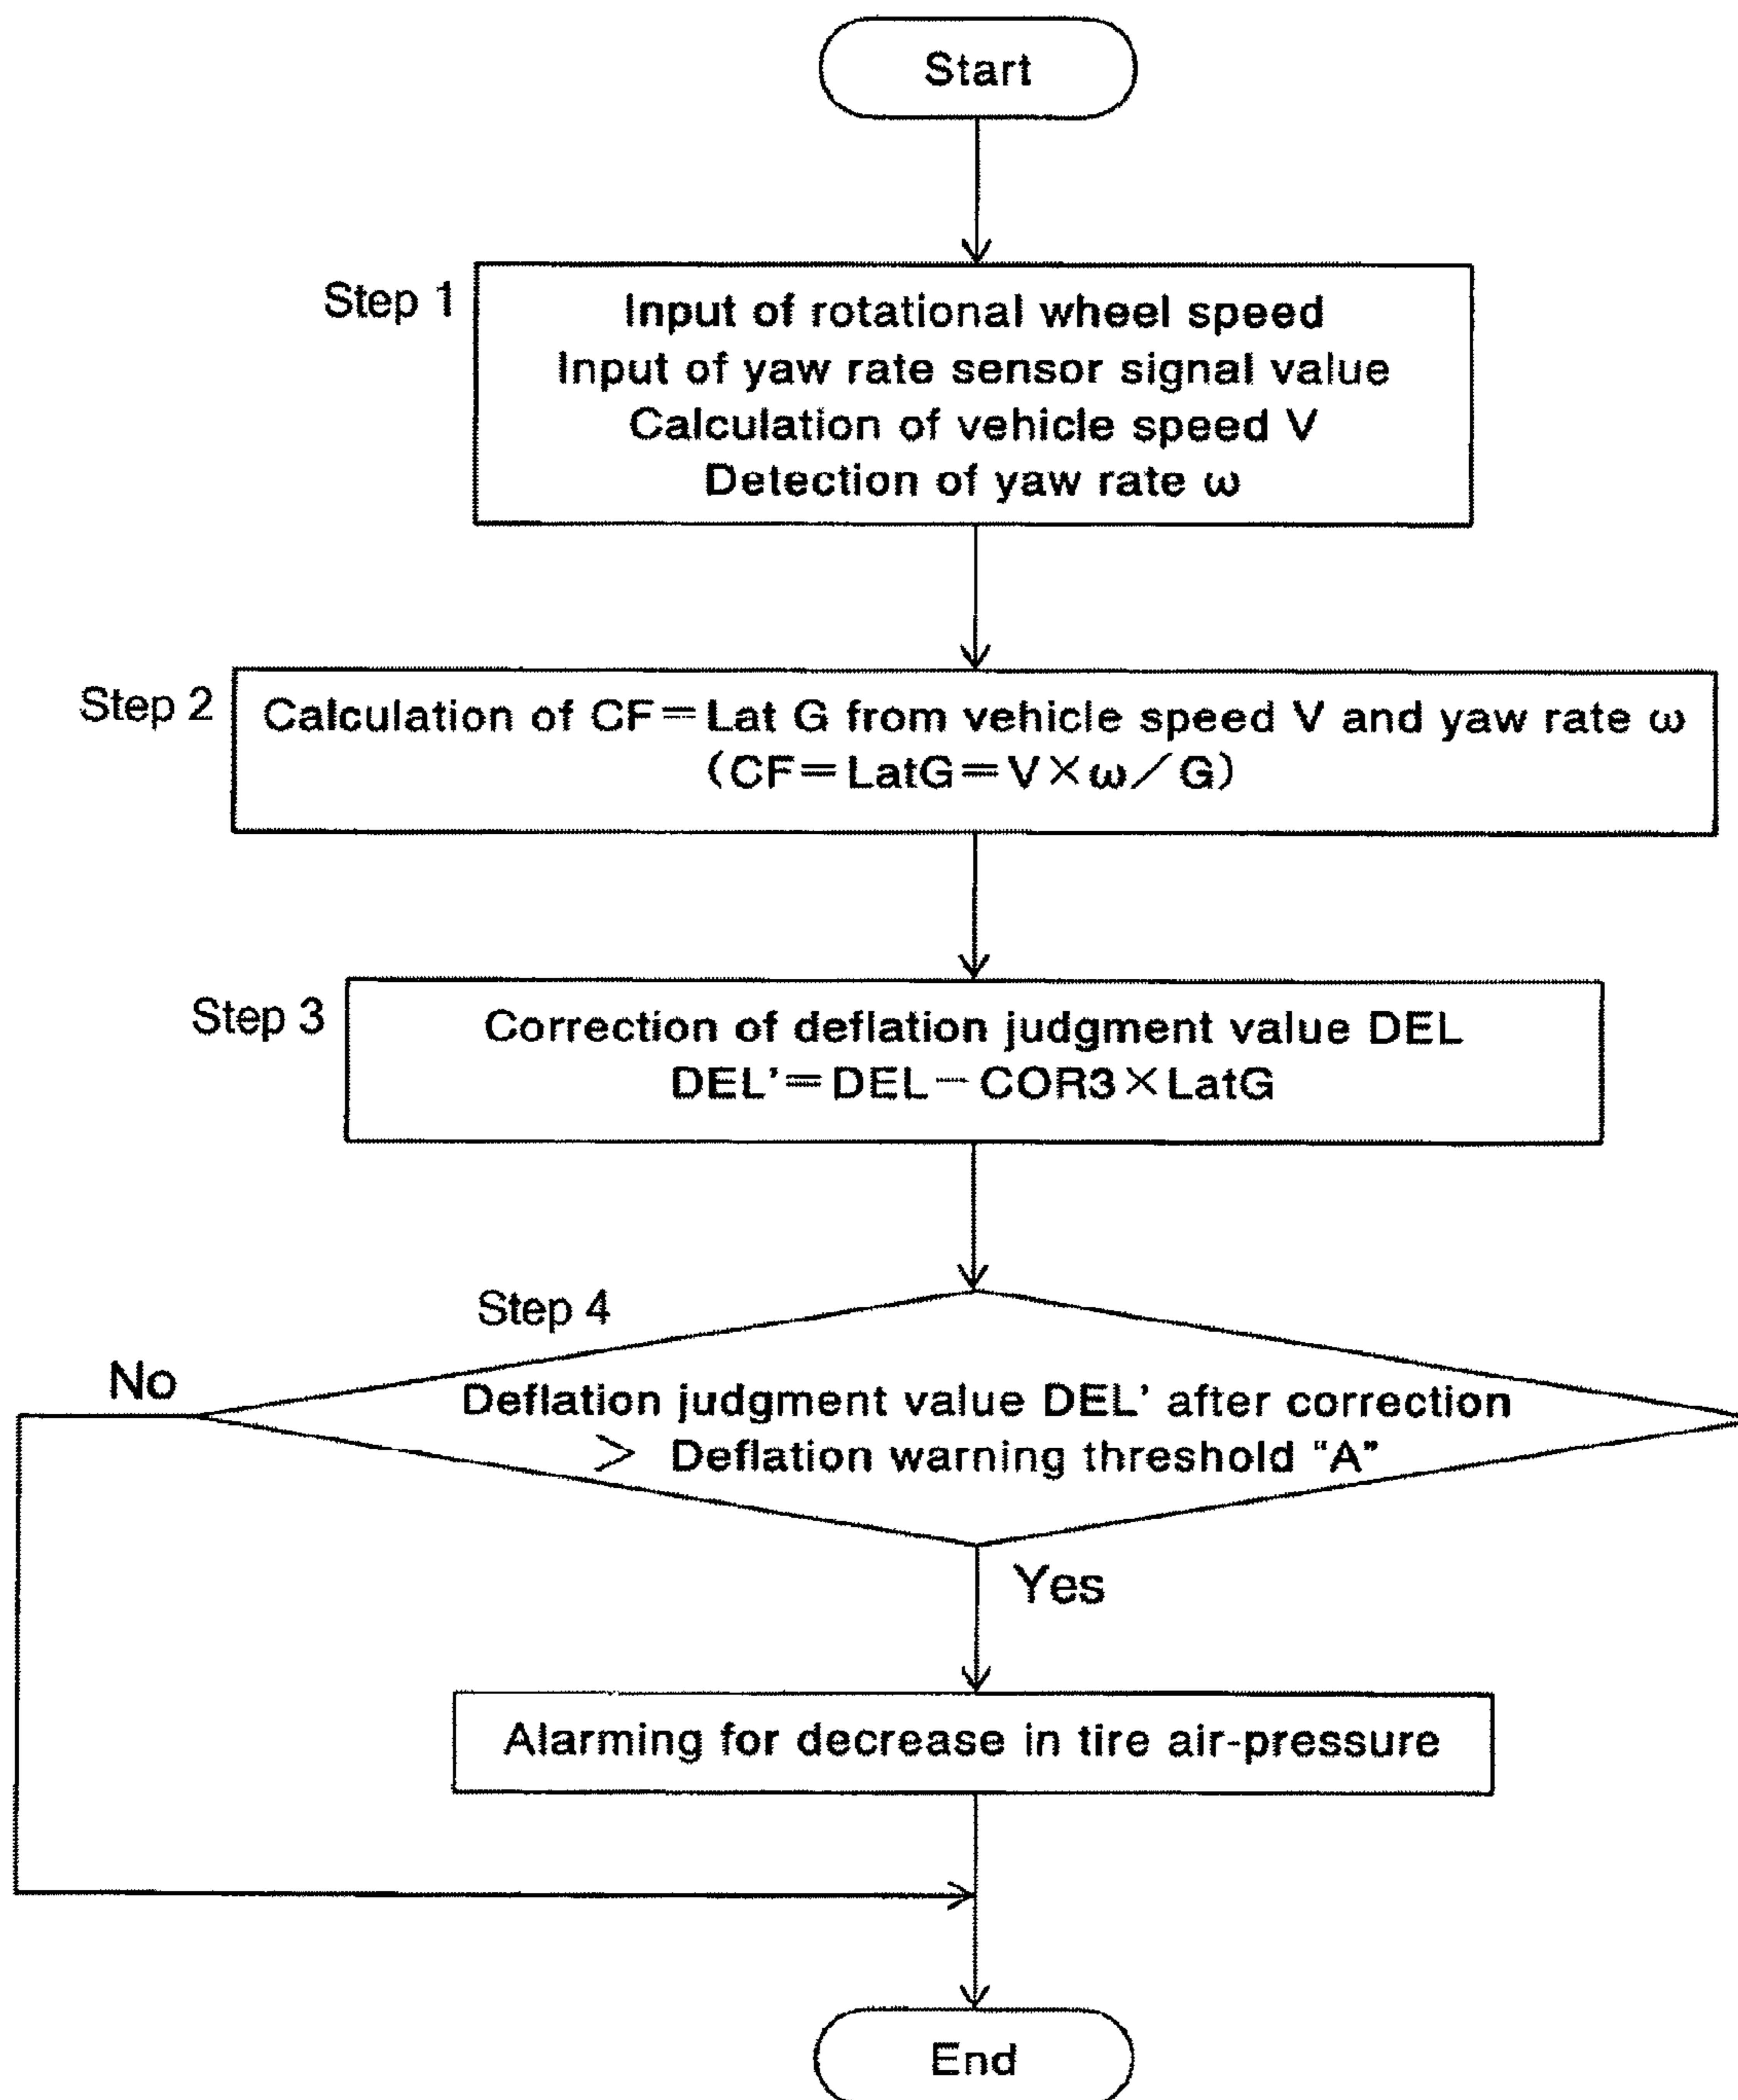 Start
Step 1
Input of rotational wheel speed
Input of yaw rate sensor signal value
Calculation of vehicle speed V
Detection of yaw rate ω
Step 2
Calculation of CF=Lat G from vehicle speed V and yaw rate ω
(CF=LatG=V×ω/G)
Step 3
Correction of deflation judgment value DEL
DEL'=DEL-COR3×LatG
Step 4
No
Deflation judgment value DEL' after correction
> Deflation warning threshold "A"
Yes
Alarming for decrease in tire air-pressure
End